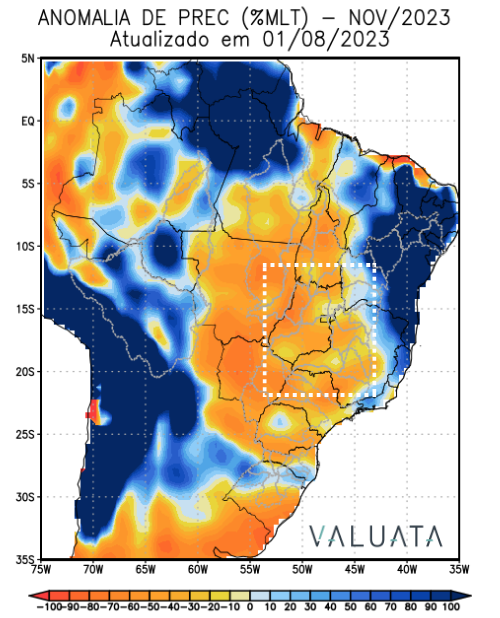 ANOMALIA DE PREC (%MLT) – NOV/2023
Atualizado em 01/08/2023
5N
EQ
5S
10S
15S
20S
25S
30S
35S
VALUATA
75W 70W 65W 60W 55W 50W 45W 40W 35W
-100 -90 -80 -70 -60 -50 -40 -30 -20 -10 0 10 20 30 40 50 60 70 80 90 100